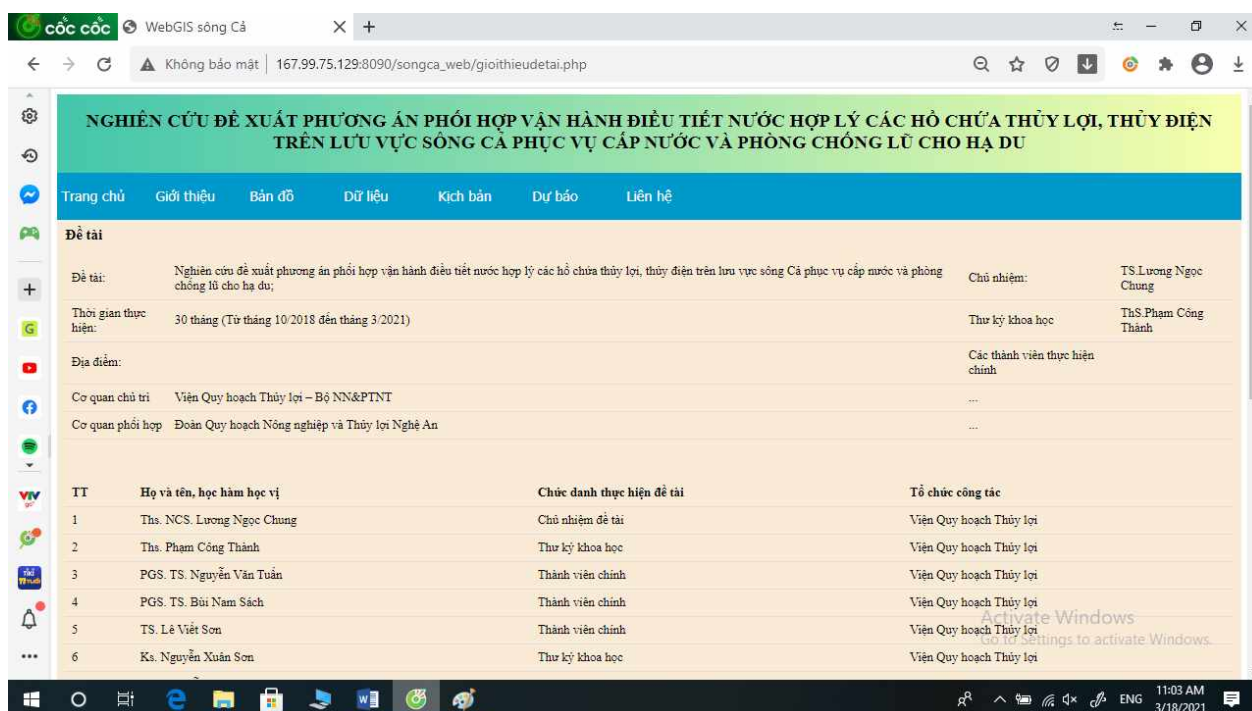 cốc cốc WebGIS sông Cả
Không bảo mật | 167.99.75.129:8090/songca_web/gioithieudetai.php
NGHIÊN CỨU ĐỀ XUẤT PHƯƠNG ÁN PHỐI HỢP VẬN HÀNH ĐIỀU TIẾT NƯỚC HỢP LÝ CÁC HỒ CHỨA THỦY LỢI, THỦY ĐIỆN
TRÊN LƯU VỰC SÔNG CẢ PHỤC VỤ CẤP NƯỚC VÀ PHÒNG CHỐNG LŨ CHO HẠ DU
Trang chủ Giới thiệu Bản đồ Dữ liệu Kịch bản Dự báo Liên hệ
Đề tài
Đề tài: Nghiên cứu đề xuất phương án phối hợp vận hành điều tiết nước hợp lý các hồ chứa thủy lợi, thủy điện trên lưu vực sông Cả phục vụ cấp nước và phòng
chống lũ cho hạ du;
Chủ nhiệm: TS.Lương Ngọc
Chung
Thời gian thực
hiện:
30 tháng (Từ tháng 10/2018 đến tháng 3/2021)
Thư ký khoa học ThS.Phạm Công
Thành
Địa điểm:
Các thành viên thực hiện
chính
Cơ quan chủ trì Viện Quy hoạch Thủy lợi – Bộ NN&PTNT ...
Cơ quan phối hợp Đoàn Quy hoạch Nông nghiệp và Thủy lợi Nghệ An ...
TT Họ và tên, học hàm học vị Chức danh thực hiện đề tài Tổ chức công tác
1 Ths. NCS. Lương Ngọc Chung Chủ nhiệm đề tài Viện Quy hoạch Thủy lợi
2 Ths. Phạm Công Thành Thư ký khoa học Viện Quy hoạch Thủy lợi
3 PGS. TS. Nguyễn Văn Tuấn Thành viên chính Viện Quy hoạch Thủy lợi
4 PGS. TS. Bùi Nam Sách Thành viên chính Viện Quy hoạch Thủy lợi
5 TS. Lê Viết Sơn Thành viên chính Viện Quy hoạch Thủy lợi
6 Ks. Nguyễn Xuân Sơn Thư ký khoa học Viện Quy hoạch Thủy lợi
Activate Windows
Go to Settings to activate Windows.
ENG 11:03 AM
3/18/2021